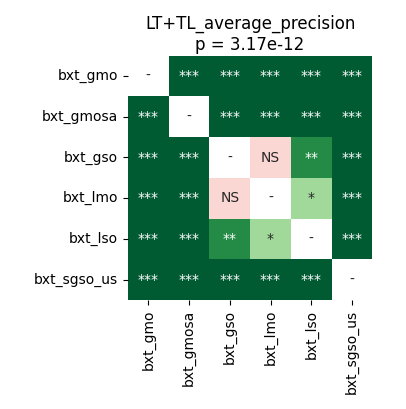 LT+TL_average_precision
p = 3.17e-12
bxt_gmo - *** *** *** *** ***
bxt_gmosa *** - *** *** *** ***
bxt_gso *** *** - NS ** ***
bxt_lmo *** *** NS - * ***
bxt_lso *** *** ** * - ***
bxt_sgso_us *** *** *** *** *** -
bxt_gmo
bxt_gmosa
bxt_gso
bxt_lmo
bxt_lso
bxt_sgso_us